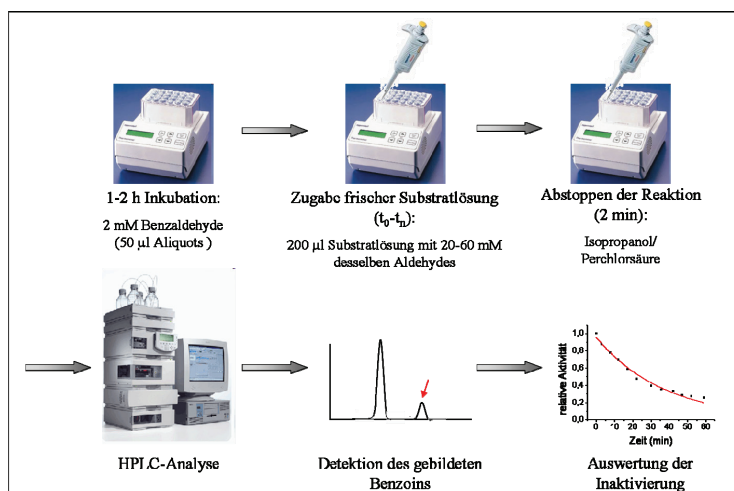 1-2 h Inkubation:
2 mM Benzaldehyde
(50 µl Aliquots )
Zugabe frischer Substratlösung
(t0-tn):
200 µl Substratlösung mit 20-60 mM
desselben Aldehydes
Abstoppen der Reaktion
(2 min):
Isopropanol/
Perchlorsäure
HPLC-Analyse
Detektion des gebildeten
Benzoins
relative Aktivität
1,0
0,8
0,6
0,4
0,2
0,0
0 10 20 30 40 50 60
Zeit (min)
Auswertung der
Inaktivierung